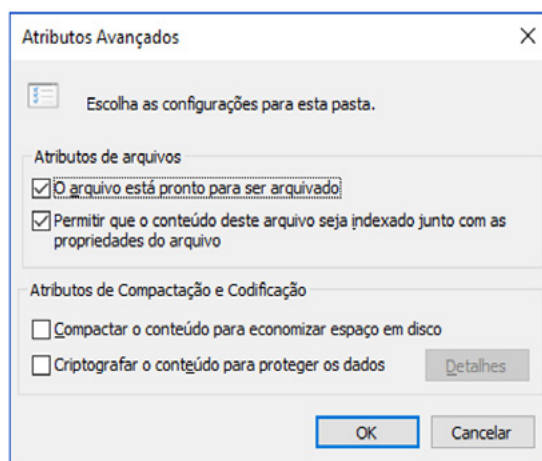 Atributos Avançados
Escolha as configurações para esta pasta.
Atributos de arquivos
O arquivo está pronto para ser arquivado
Permitir que o conteúdo deste arquivo seja indexado junto com as
propriedades do arquivo
Atributos de Compactação e Codificação
Compactar o conteúdo para economizar espaço em disco
Criptografar o conteúdo para proteger os dados
Detalhes
OK
Cancelar